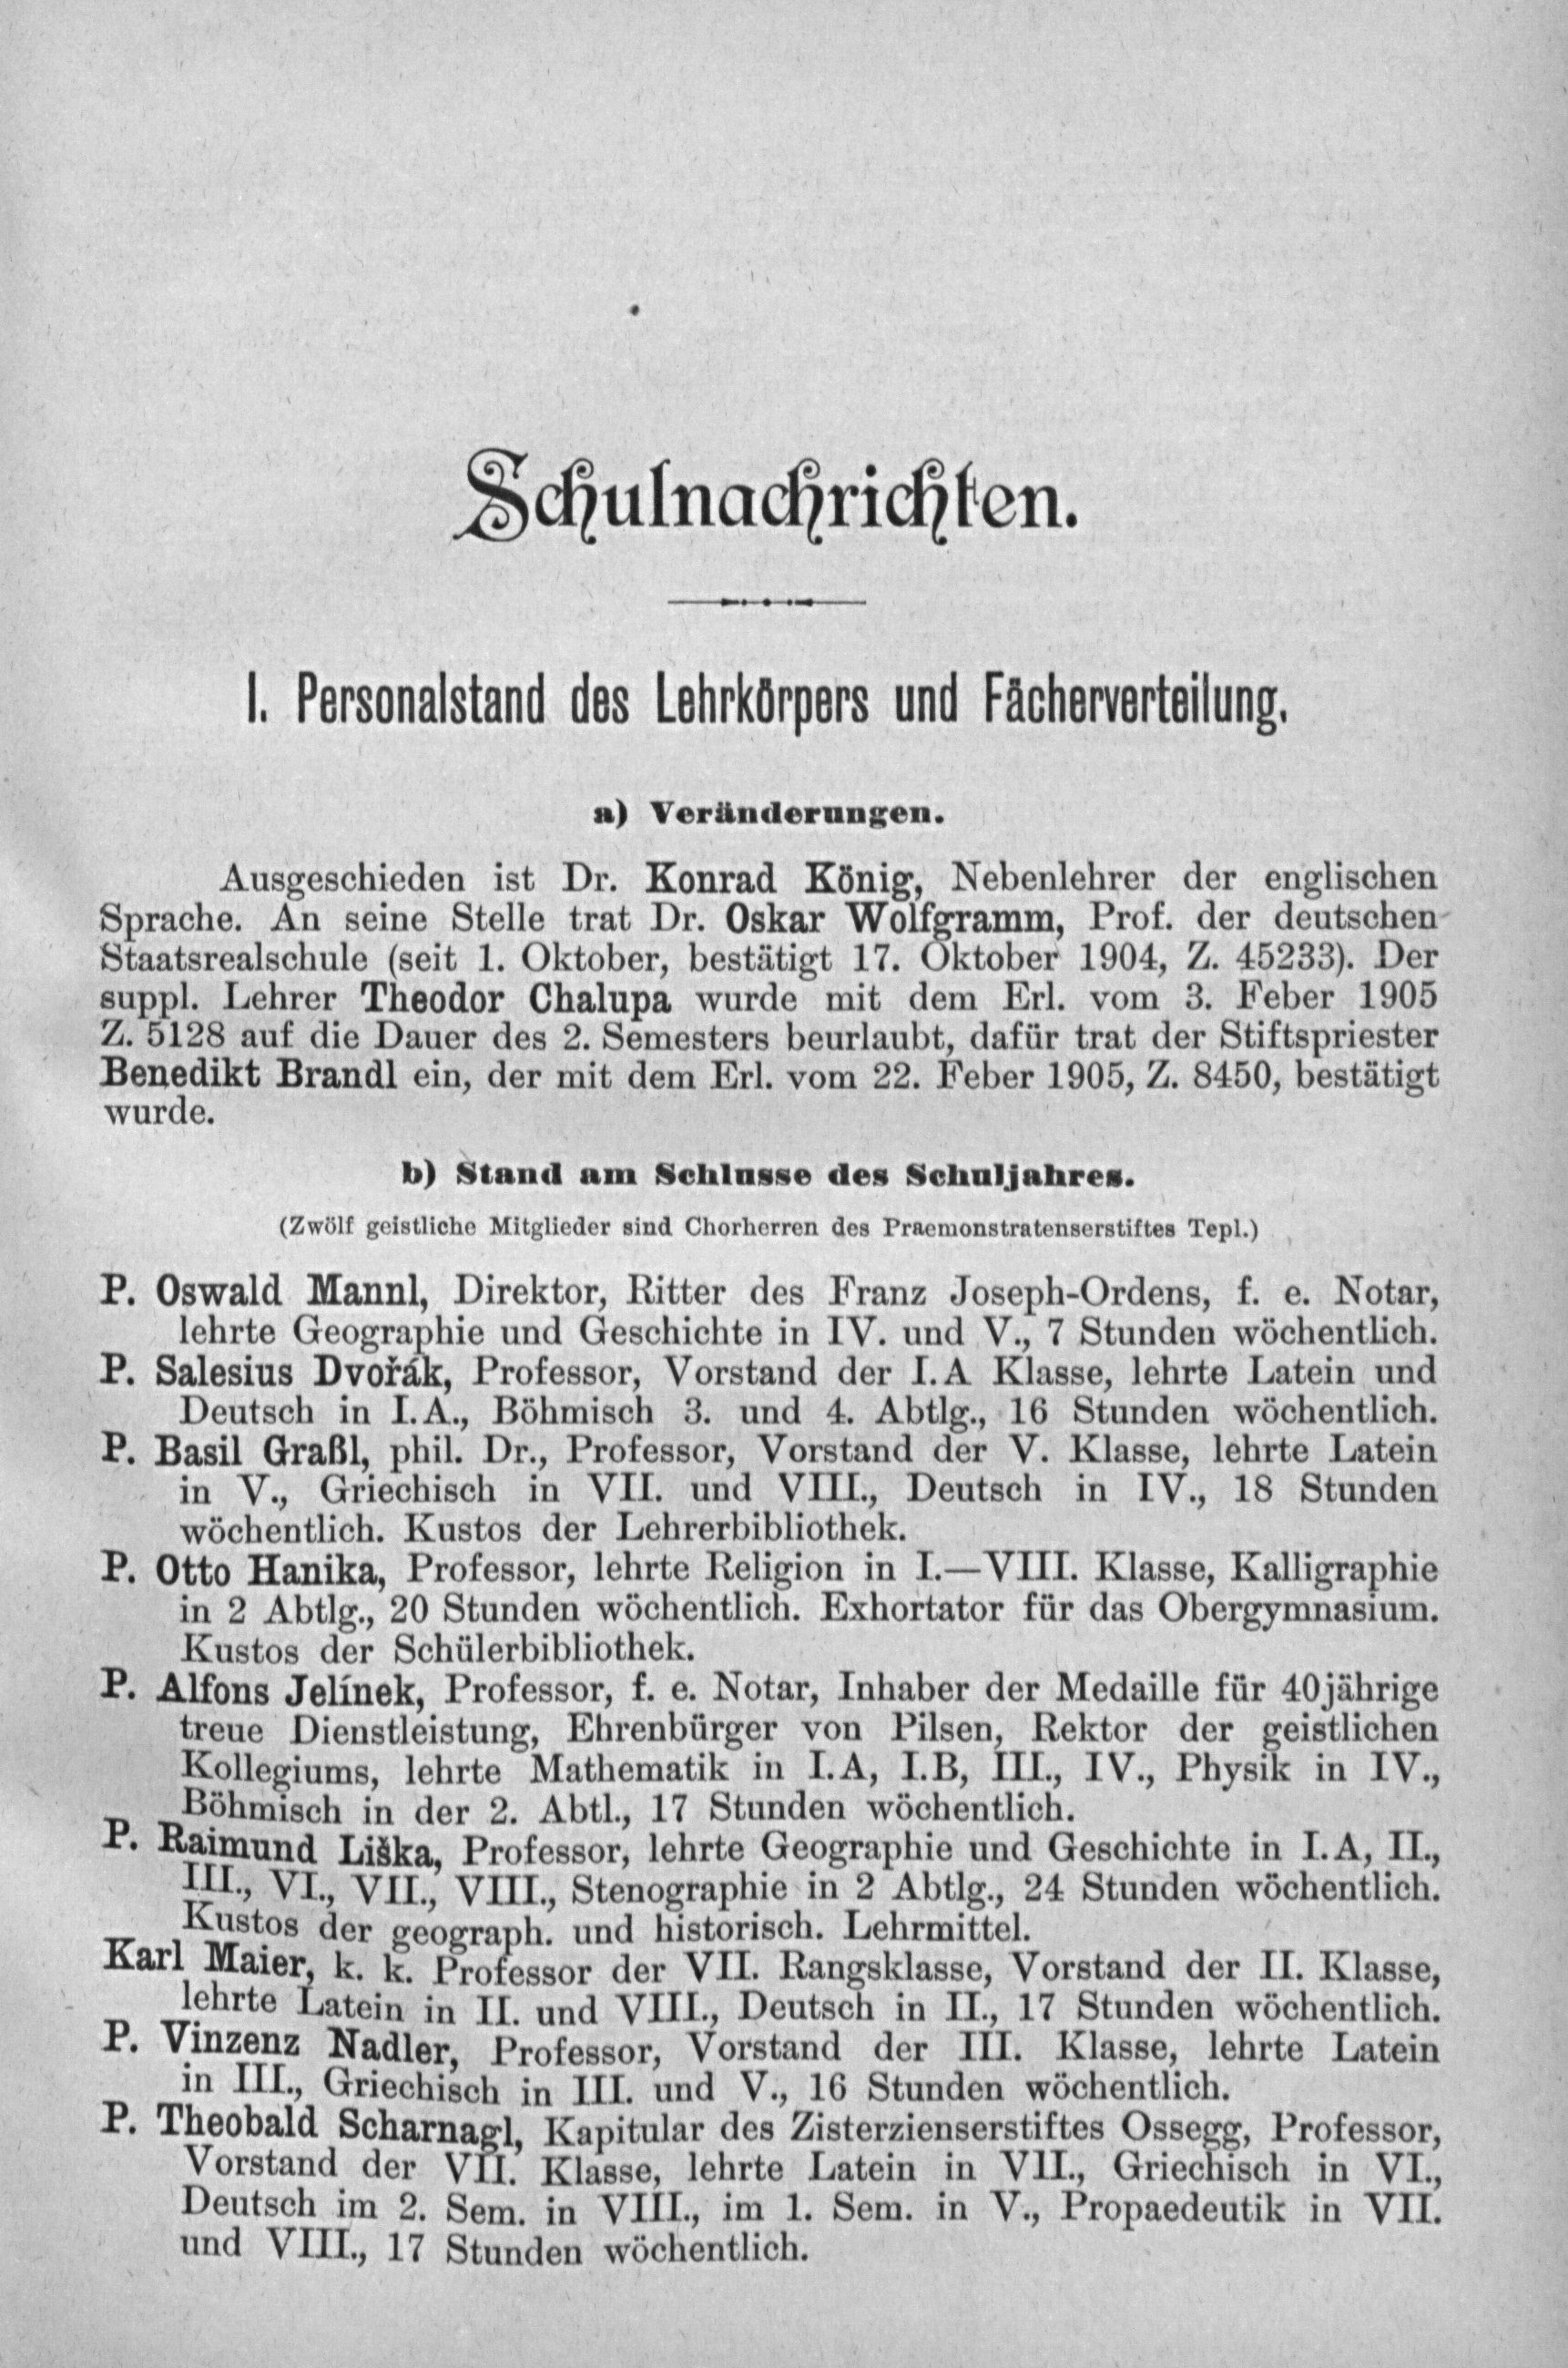 Schulnachrichten.
I. Personalstand des Lehrkörpers und Fächerverteilung.
a) Veränderungen.
Ausgeschieden ist Dr. Konrad König, Nebenlehrer der englischen
Sprache. An seine Stelle trat Dr. Oskar Wolfgramm, Prof. der deutschen
Staatsrealschule (seit 1. Oktober, bestätigt 17. Oktober 1904, Z. 45233). Der
suppl. Lehrer Theodor Chalupa wurde mit dem Erl. vom 3. Feber 1905
Z. 5128 auf die Dauer des 2. Semesters beurlaubt, dafür trat der Stiftspriester
Benedikt Brandl ein, der mit dem Erl. vom 22. Feber 1905, Z. 8450, bestätigt
wurde.
b) Stand am Schlusse des Schuljahres.
(Zwölf geistliche Mitglieder sind Chorherren des Praemonstratenserstiftes Tepl.)
P. Oswald Mannl, Direktor, Ritter des Franz Joseph-Ordens, f. e. Notar,
lehrte Geographie und Geschichte in IV. und V., 7 Stunden wöchentlich.
P. Salesius Dvořák, Professor, Vorstand der I. A Klasse, lehrte Latein und
Deutsch in I. A., Böhmisch 3. und 4. Abtlg., 16 Stunden wöchentlich.
P. Basil Graßl, phil. Dr., Professor, Vorstand der V. Klasse, lehrte Latein
in V., Griechisch in VII. und VIII., Deutsch in IV., 18 Stunden
wöchentlich. Kustos der Lehrerbibliothek.
P. Otto Hanika, Professor, lehrte Religion in I.—VIII. Klasse, Kalligraphie
in 2 Abtlg., 20 Stunden wöchentlich. Exhortator für das Obergymnasium.
Kustos der Schülerbibliothek.
P. Alfons Jelínek, Professor, f. e. Notar, Inhaber der Medaille für 40jährige
treue Dienstleistung, Ehrenbürger von Pilsen, Rektor der geistlichen
Kollegiums, lehrte Mathematik in I. A, I. B, III., IV., Physik in IV.,
Böhmisch in der 2. Abtl., 17 Stunden wöchentlich.
P. Raimund Liška, Professor, lehrte Geographie und Geschichte in I. A, II.,
III., VI., VII., VIII., Stenographie in 2 Abtlg., 24 Stunden wöchentlich.
Kustos der geograph. und historisch. Lehrmittel.
Karl Maier, k. k. Professor der VII. Rangsklasse, Vorstand der II. Klasse,
lehrte Latein in II. und VIII., Deutsch in II., 17 Stunden wöchentlich.
P. Vinzenz Nadler, Professor, Vorstand der III. Klasse, lehrte Latein
in III., Griechisch in III. und V., 16 Stunden wöchentlich.
P. Theobald Scharnagl, Kapitular des Zisterzienserstiftes Ossegg, Professor,
Vorstand der VII. Klasse, lehrte Latein in VII., Griechisch in VI.,
Deutsch im 2. Sem. in VIII., im 1. Sem. in V., Propaedeutik in VII.
und VIII., 17 Stunden wöchentlich.